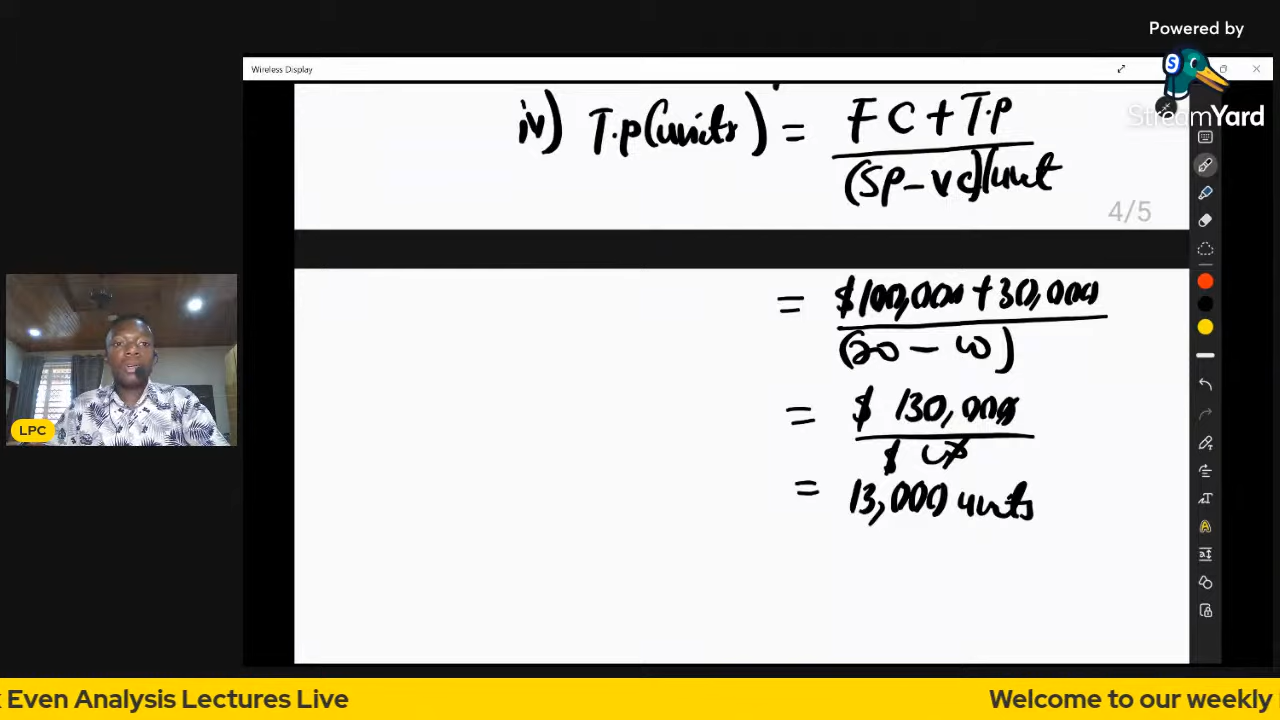 Powered by
StreamYard
Wireless Display
iv) T.p(units) = FC + T.P
(SP - VC)/unit
4/5
= $100,000 + 30,000
(20 - 10)
= $ 130,000
$ 10
= 13,000 units
LPC
Even Analysis Lectures Live
Welcome to our weekly